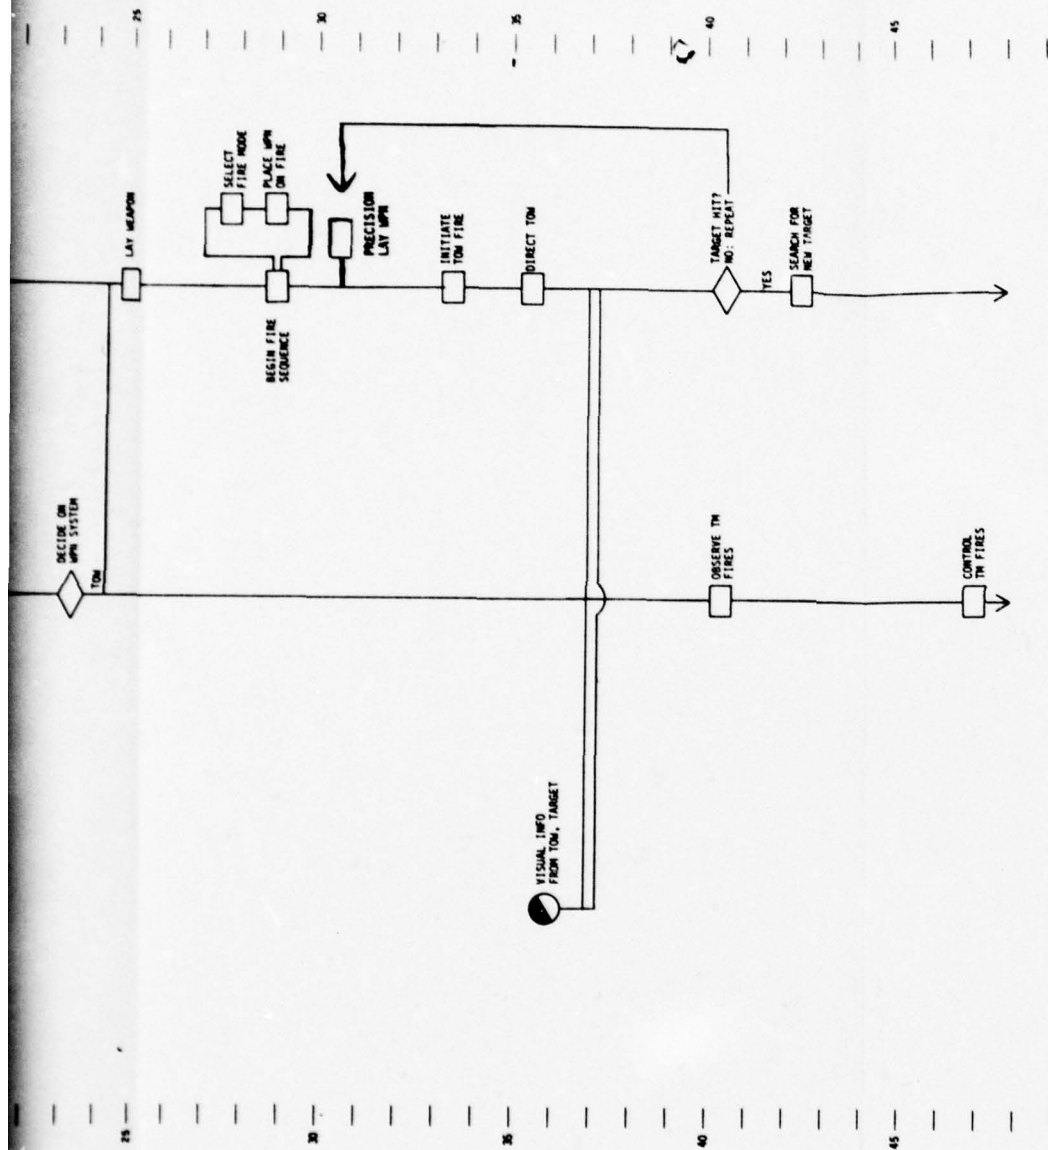 25
30
35
40
45
SELECT
FIRE MODE
PLACE WPN
ON FIRE
LAY WEAPON
PRECISION
LAY WPN
INITIATE
TOW FIRE
DIRECT TOW
TARGET HIT?
NO: REPEAT
YES
SEARCH FOR
NEW TARGET
BEGIN FIRE
SEQUENCE
DECIDE ON
WPN SYSTEM
TOW
OBSERVE TM
FIRES
CONTROL
TM FIRES
VISUAL INFO
FROM TOW, TARGET
25
30
35
40
45